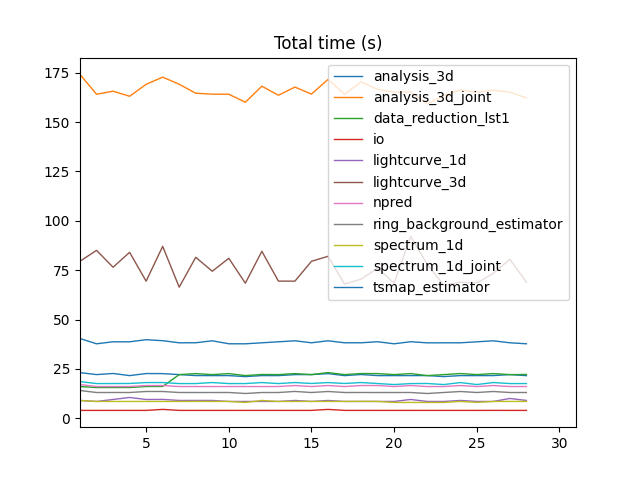 Total time (s)
175
150
125
100
75
50
25
0
analysis_3d
analysis_3d_joint
data_reduction_lst1
io
lightcurve_1d
lightcurve_3d
npred
ring_background_estimator
spectrum_1d
spectrum_1d_joint
tsmap_estimator
5 10 15 20 25 30